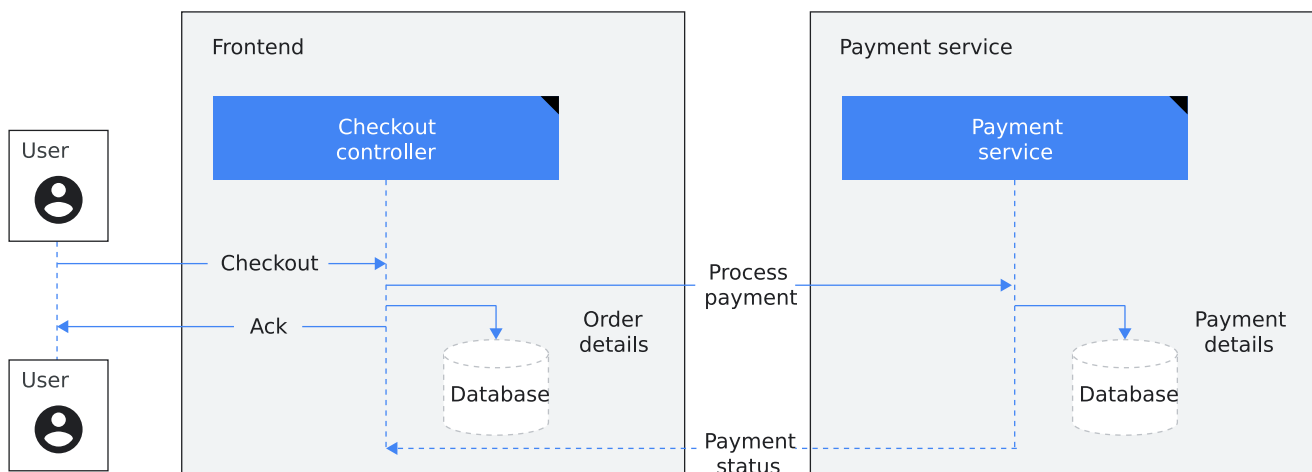 Frontend
Payment service
Checkout
controller
Payment
service
User
Checkout
Process
payment
Ack
Order
details
Payment
details
User
Database
Database
Payment
status